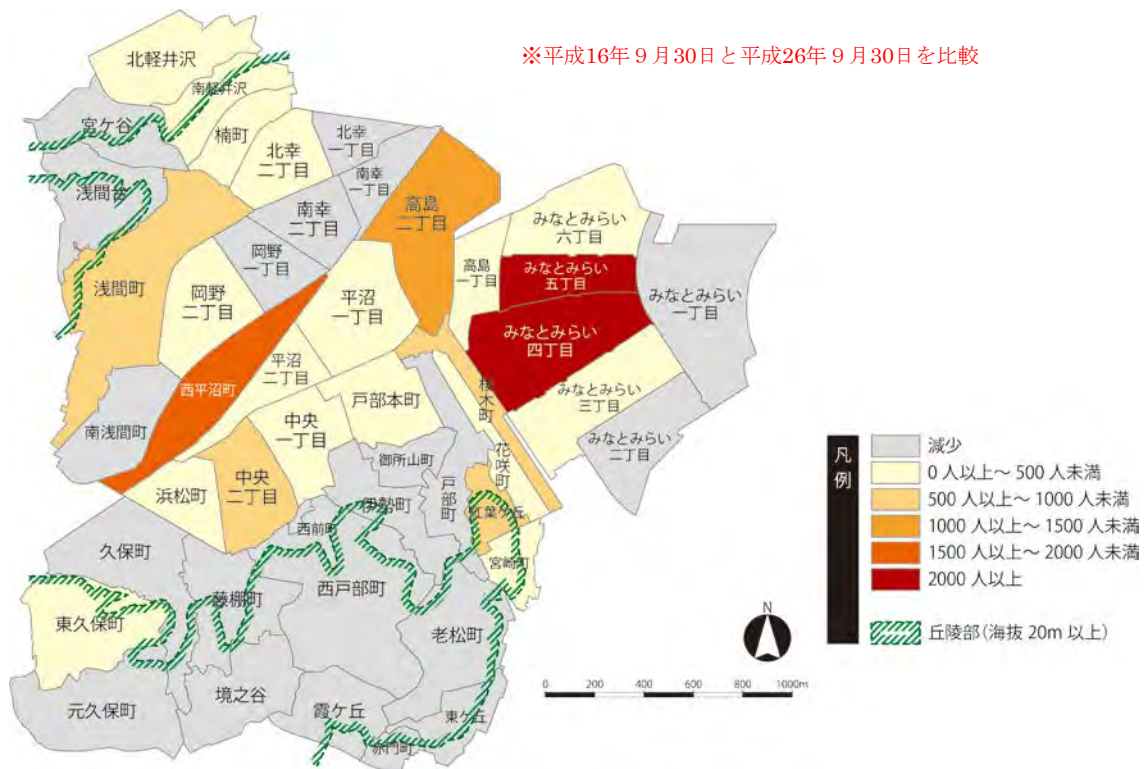 ※平成16年9月30日と平成26年9月30日を比較
北軽井沢
南軽井沢
宮ケ谷
楠町
北幸
二丁目
北幸
一丁目
南幸
一丁目
浅間台
南幸
二丁目
高島
二丁目
みなとみらい
六丁目
岡野
一丁目
高島
一丁目
みなとみらい
五丁目
浅間町
岡野
二丁目
平沼
一丁目
みなとみらい
一丁目
みなとみらい
四丁目
平沼
二丁目
西平沼町
桜木町
みなとみらい
三丁目
戸部本町
南浅間町
中央
一丁目
みなとみらい
二丁目
御所山町
花咲町
中央
二丁目
浜松町
戸部町
伊勢町
紅葉ケ丘
西前町
久保町
宮崎町
西戸部町
藤棚町
東久保町
老松町
境之谷
元久保町
霞ケ丘
東ケ丘
赤門町
凡例
減少
0人以上～500人未満
500人以上～1000人未満
1000人以上～1500人未満
1500人以上～2000人未満
2000人以上
丘陵部(海抜20m以上)
N
0 200 400 600 800 1000m